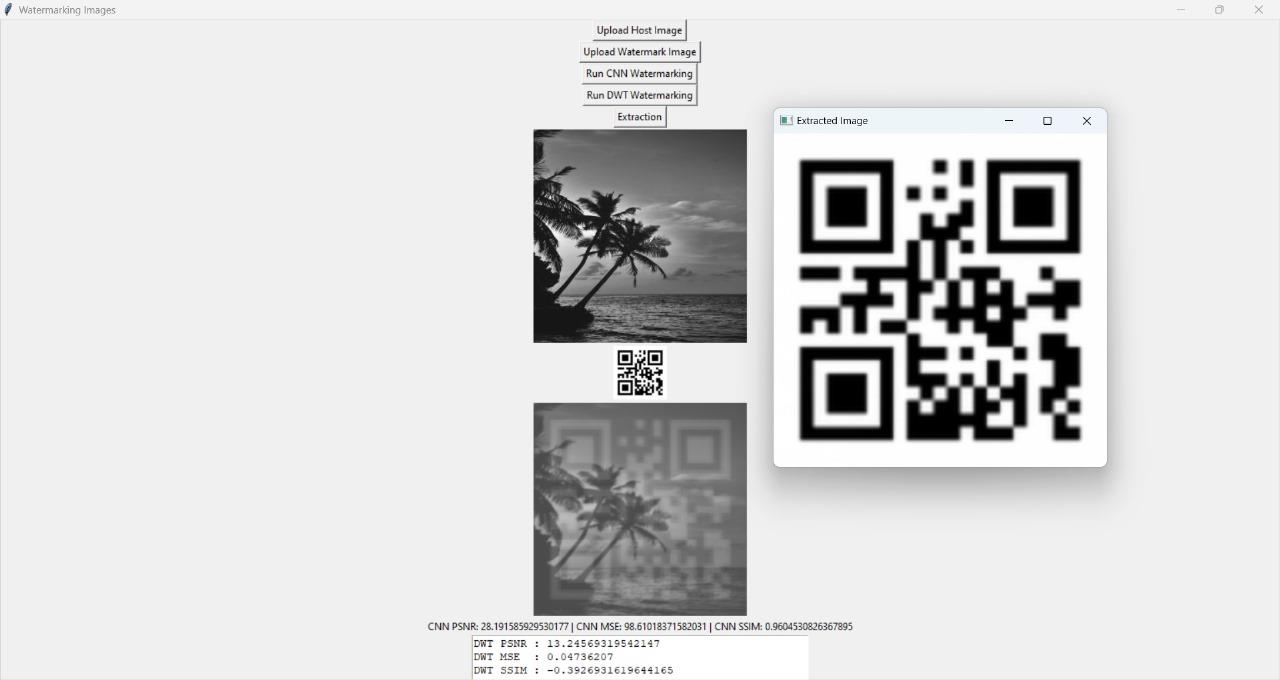 Watermarking Images
Upload Host Image
Upload Watermark Image
Run CNN Watermarking
Run DWT Watermarking
Extraction
Extracted Image
CNN PSNR: 28.191585929530177 | CNN MSE: 98.61018371582031 | CNN SSIM: 0.9604530826367895
DWT PSNR : 13.24569319542147
DWT MSE  : 0.04736207
DWT SSIM : -0.3926931619644165